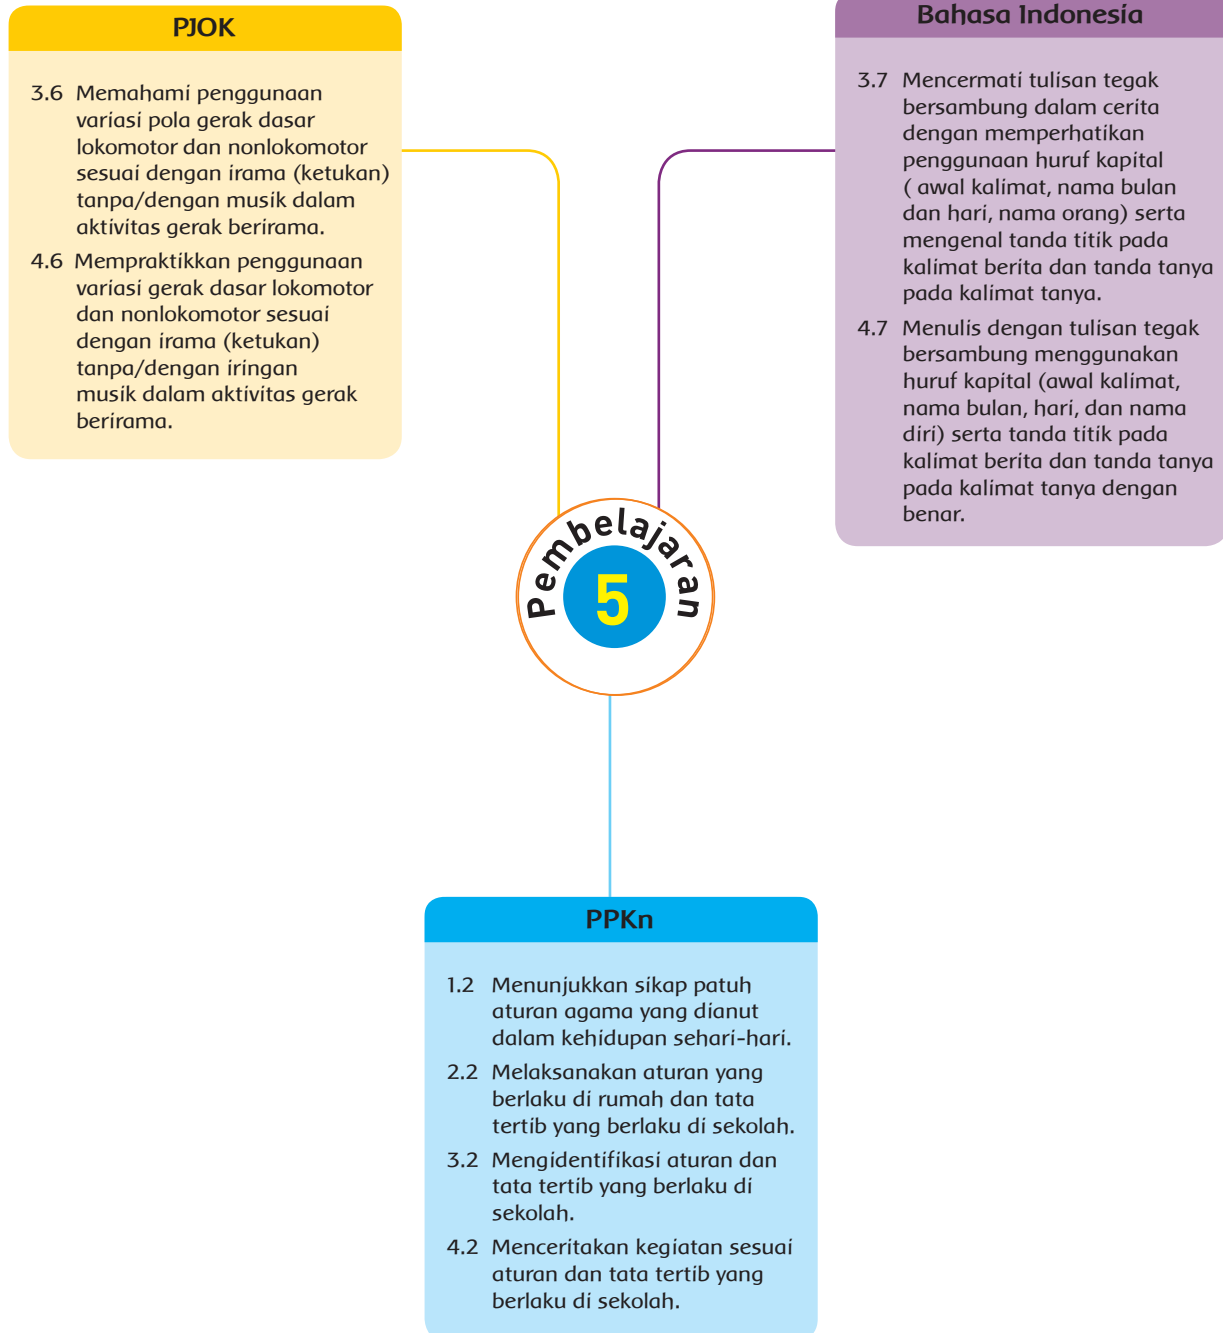 PJOK
3.6 Memahami penggunaan
variasi pola gerak dasar
lokomotor dan nonlokomotor
sesuai dengan irama (ketukan)
tanpa/dengan musik dalam
aktivitas gerak berirama.
4.6 Mempraktikkan penggunaan
variasi gerak dasar lokomotor
dan nonlokomotor sesuai
dengan irama (ketukan)
tanpa/dengan iringan
musik dalam aktivitas gerak
berirama.
Bahasa Indonesia
3.7 Mencermati tulisan tegak
bersambung dalam cerita
dengan memperhatikan
penggunaan huruf kapital
( awal kalimat, nama bulan
dan hari, nama orang) serta
mengenal tanda titik pada
kalimat berita dan tanda tanya
pada kalimat tanya.
4.7 Menulis dengan tulisan tegak
bersambung menggunakan
huruf kapital (awal kalimat,
nama bulan, hari, dan nama
diri) serta tanda titik pada
kalimat berita dan tanda tanya
pada kalimat tanya dengan
benar.
Pembelajaran
5
PPKn
1.2 Menunjukkan sikap patuh
aturan agama yang dianut
dalam kehidupan sehari-hari.
2.2 Melaksanakan aturan yang
berlaku di rumah dan tata
tertib yang berlaku di sekolah.
3.2 Mengidentifikasi aturan dan
tata tertib yang berlaku di
sekolah.
4.2 Menceritakan kegiatan sesuai
aturan dan tata tertib yang
berlaku di sekolah.